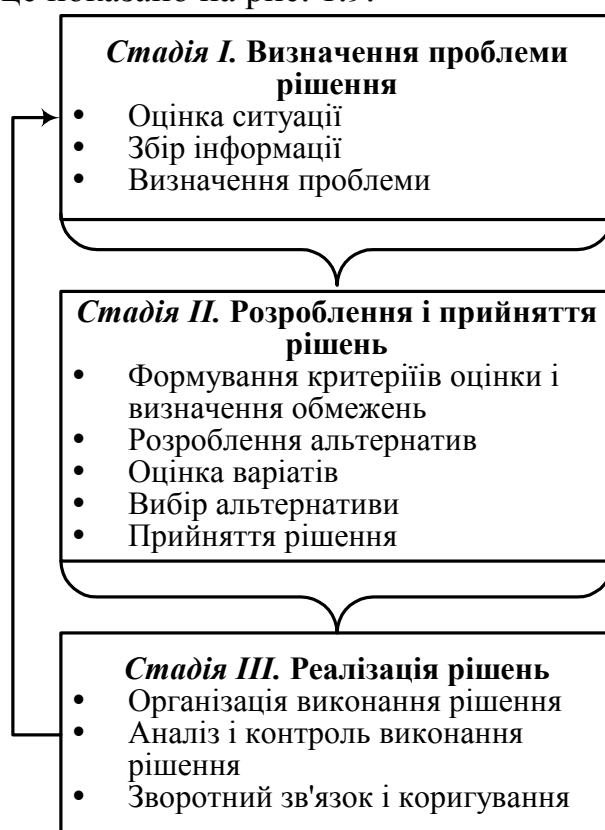 це показано на рис. 1.9.
Стадія I. Визначення проблеми
рішення
• Оцінка ситуації
• Збір інформації
• Визначення проблеми
Стадія II. Розроблення і прийняття
рішень
• Формування критеріїів оцінки і
визначення обмежень
• Розроблення альтернатив
• Оцінка варіатів
• Вибір альтернативи
• Прийняття рішення
Стадія III. Реалізація рішень
• Організація виконання рішення
• Аналіз і контроль виконання
рішення
• Зворотний зв'язок і коригування